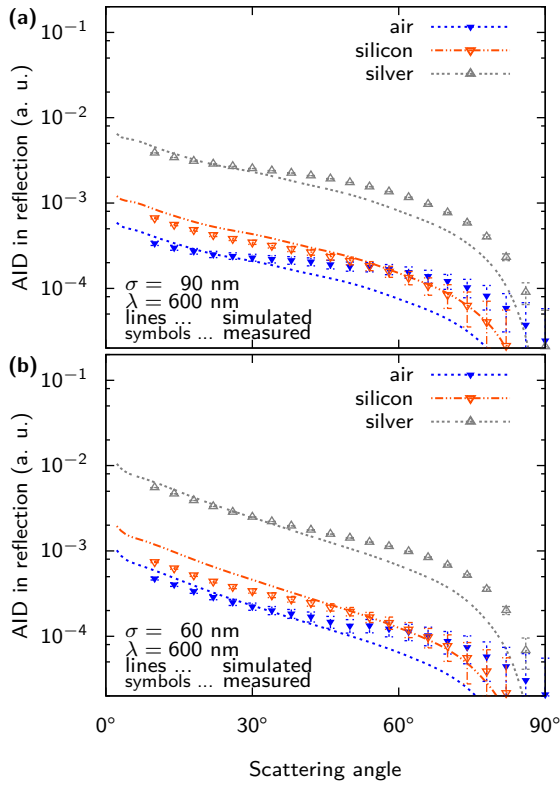 (a)
AID in reflection (a. u.)
10⁻¹
10⁻²
10⁻³
10⁻⁴
air
silicon
silver
σ = 90 nm
λ = 600 nm
lines ... simulated
symbols ... measured
(b)
AID in reflection (a. u.)
10⁻¹
10⁻²
10⁻³
10⁻⁴
air
silicon
silver
σ = 60 nm
λ = 600 nm
lines ... simulated
symbols ... measured
0° 30° 60° 90°
Scattering angle